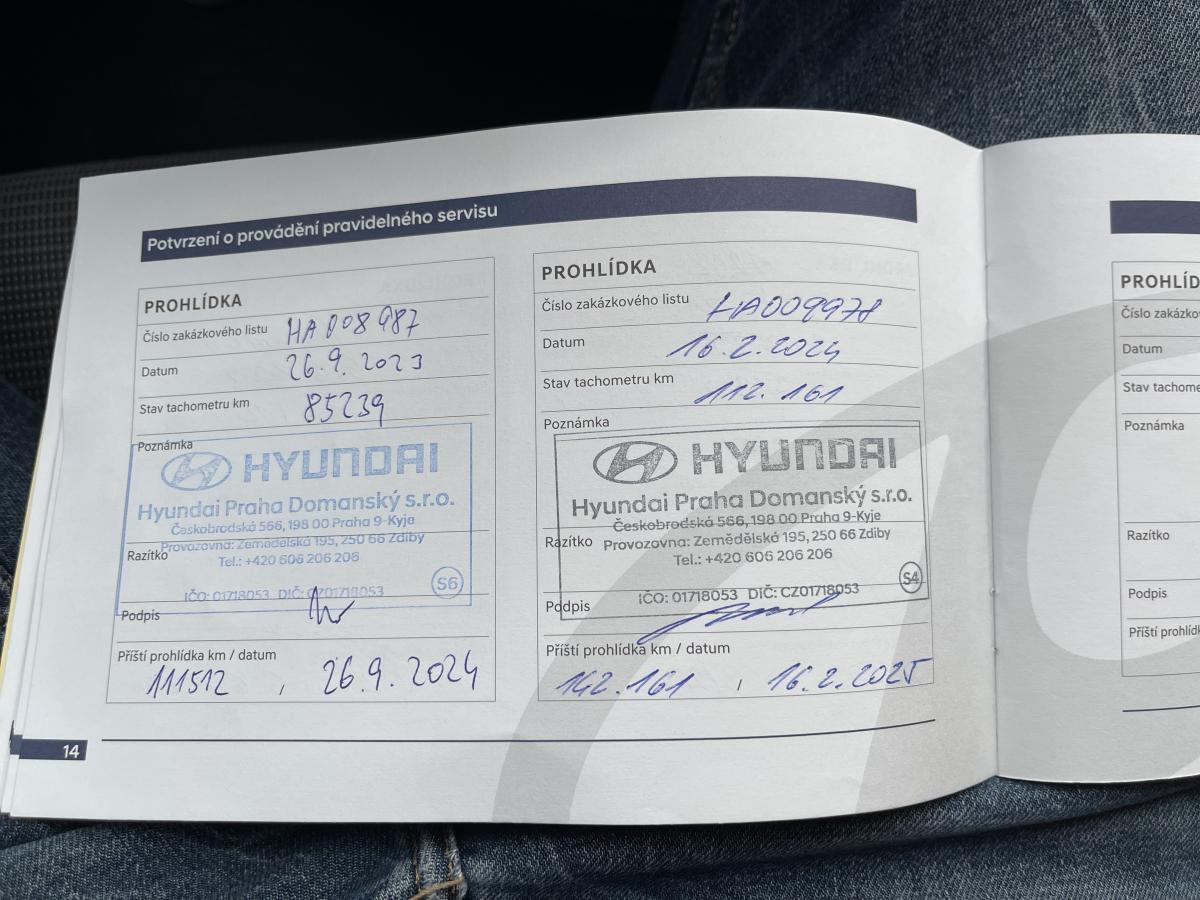 Potvrzení o provádění pravidelného servisu
PROHLÍDKA
Číslo zakázkového listu HA008987
Datum 26.9.2023
Stav tachometru km 85239
Poznámka
HYUNDAI
Hyundai Praha Domanský s.r.o.
Českobrodská 566, 198 00 Praha 9-Kyje
Provozovna: Zemědělská 195, 250 66 Zdiby
Razítko
Tel.: +420 606 206 206
IČO: 01718053 DIČ: CZ01718053
S6
Podpis
Příští prohlídka km / datum
111512 / 26.9.2024
PROHLÍDKA
Číslo zakázkového listu HA009978
Datum 16.2.2024
Stav tachometru km 112.161
Poznámka
HYUNDAI
Hyundai Praha Domanský s.r.o.
Českobrodská 566, 198 00 Praha 9-Kyje
Razítko
Provozovna: Zemědělská 195, 250 66 Zdiby
Tel.: +420 606 206 206
IČO: 01718053 DIČ: CZ01718053
S4
Podpis
Příští prohlídka km / datum
142.161 / 16.2.2025
14
PROHLÍD
Číslo zakázko
Datum
Stav tachome
Poznámka
Razítko
Podpis
Příští prohlíd